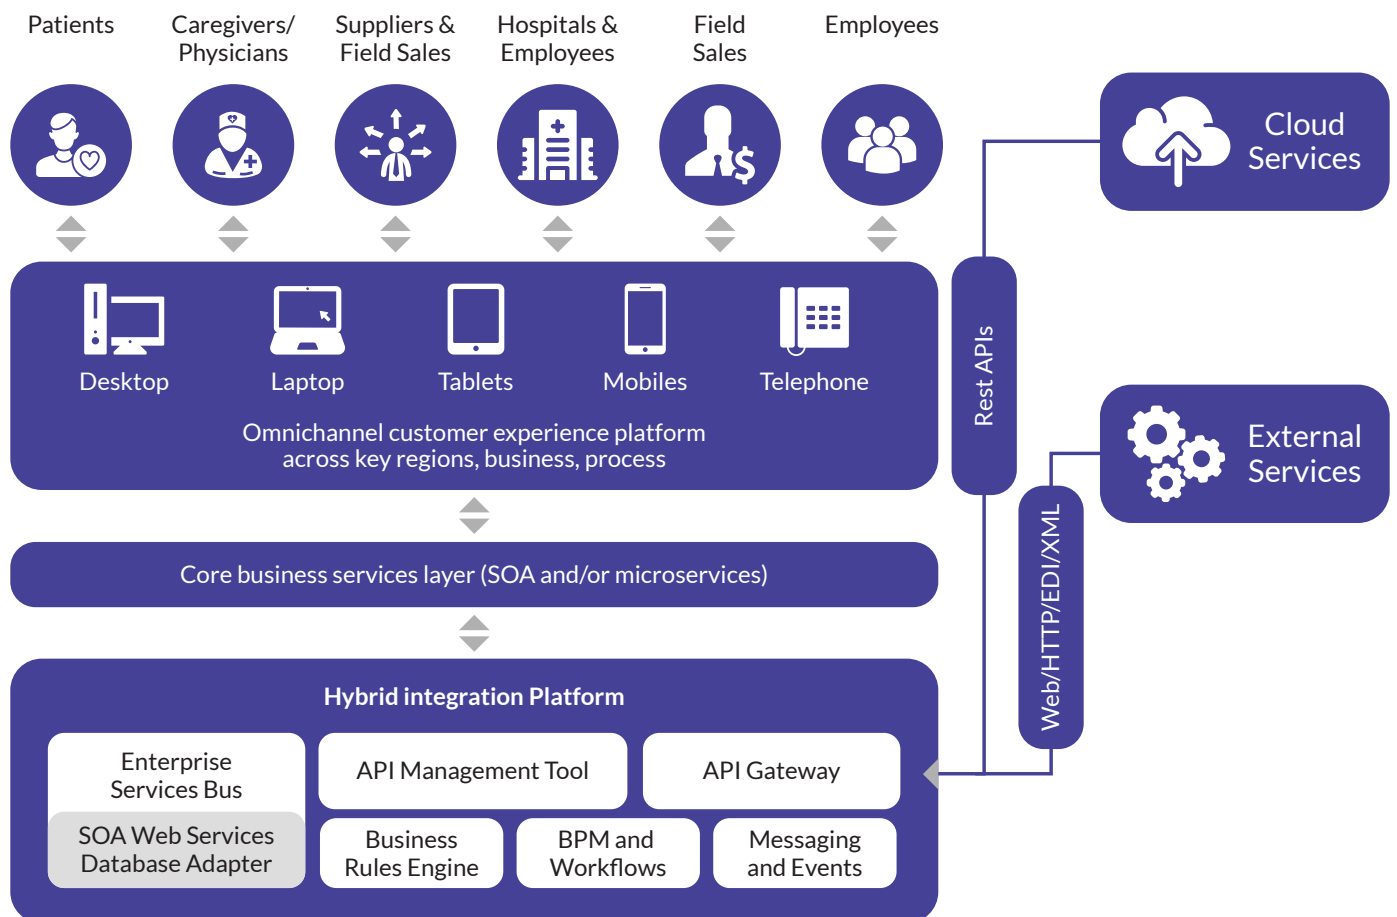 Patients
Caregivers/
Physicians
Suppliers &
Field Sales
Hospitals &
Employees
Field
Sales
Employees
Cloud
Services
Desktop
Laptop
Tablets
Mobiles
Telephone
Omnichannel customer experience platform
across key regions, business, process
Rest APIs
External
Services
Web/HTTP/EDI/XML
Core business services layer (SOA and/or microservices)
Hybrid integration Platform
Enterprise
Services Bus
SOA Web Services
Database Adapter
API Management Tool
API Gateway
Business
Rules Engine
BPM and
Workflows
Messaging
and Events